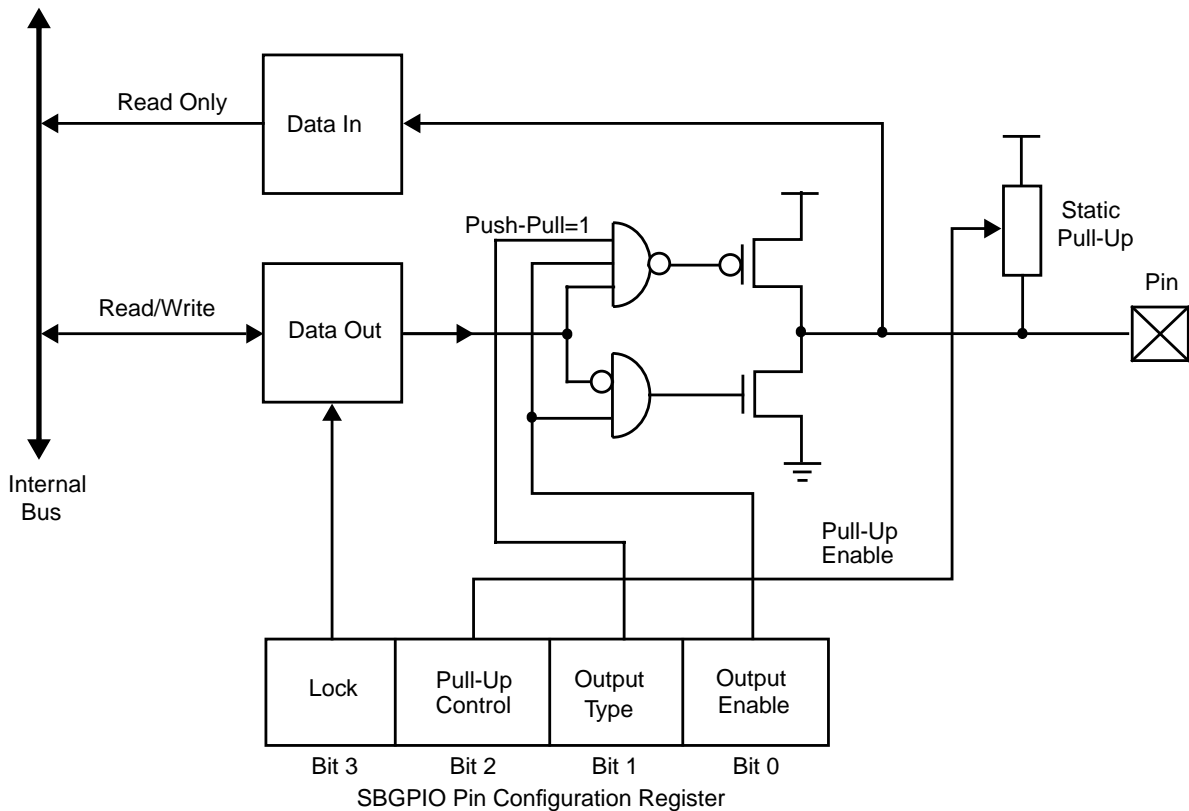 Read Only
Data In
Push-Pull=1
Static
Pull-Up
Pin
Read/Write
Data Out
Internal
Bus
Pull-Up
Enable
Lock
Pull-Up
Control
Output
Type
Output
Enable
Bit 3
Bit 2
Bit 1
Bit 0
SBGPIO Pin Configuration Register